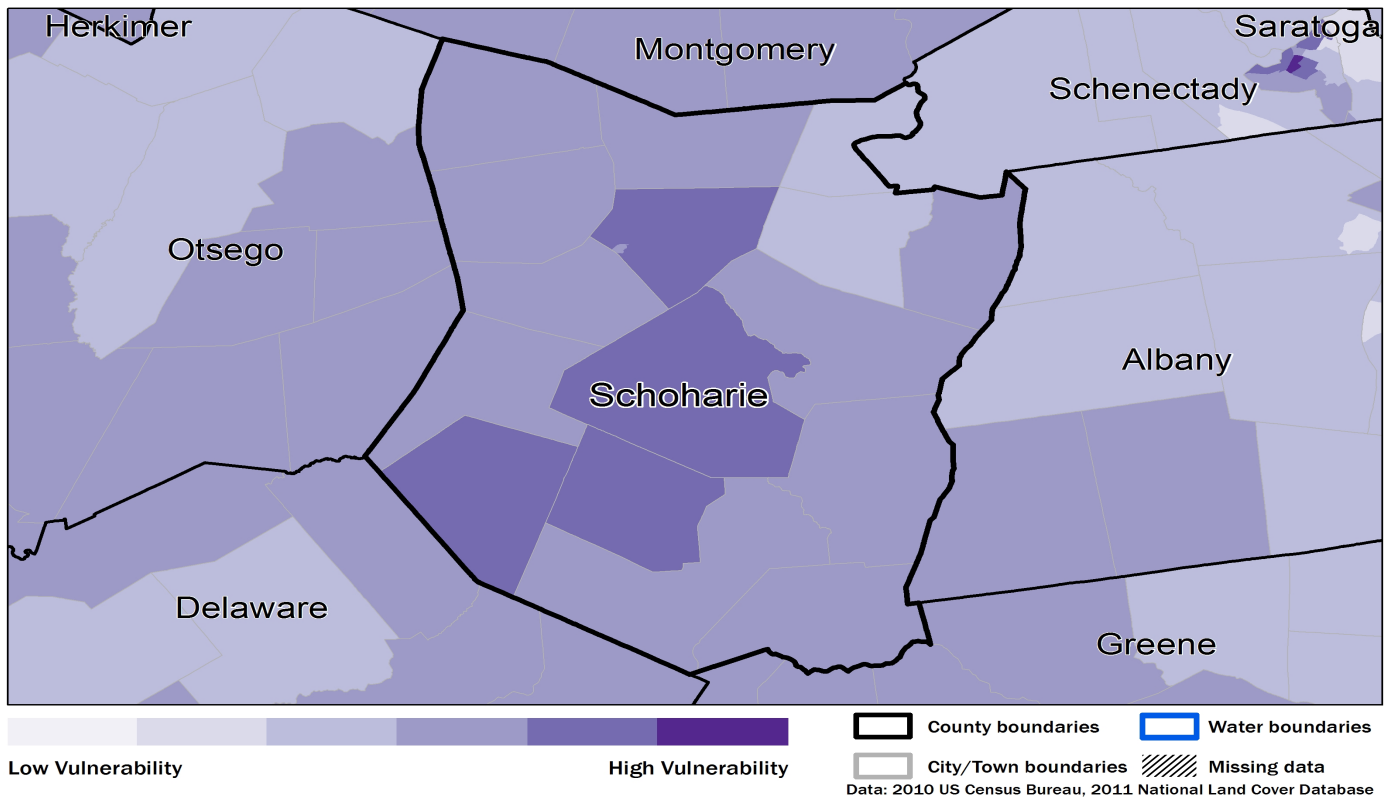 Herkimer
Montgomery
Saratoga
Schenectady
Otsego
Albany
Schoharie
Delaware
Greene
Low Vulnerability
High Vulnerability
County boundaries
Water boundaries
City/Town boundaries
Missing data
Data: 2010 US Census Bureau, 2011 National Land Cover Database